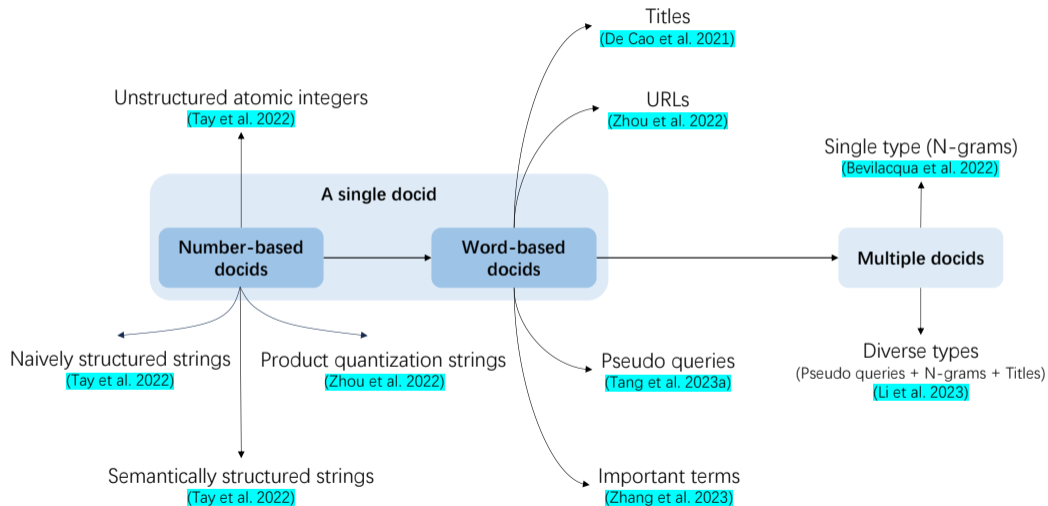 Titles
(De Cao et al. 2021)
Unstructured atomic integers
(Tay et al. 2022)
URLs
(Zhou et al. 2022)
Single type (N-grams)
(Bevilacqua et al. 2022)
A single docid
Number-based
docids
Word-based
docids
Multiple docids
Naively structured strings
(Tay et al. 2022)
Product quantization strings
(Zhou et al. 2022)
Pseudo queries
(Tang et al. 2023a)
Diverse types
(Pseudo queries + N-grams + Titles)
(Li et al. 2023)
Semantically structured strings
(Tay et al. 2022)
Important terms
(Zhang et al. 2023)